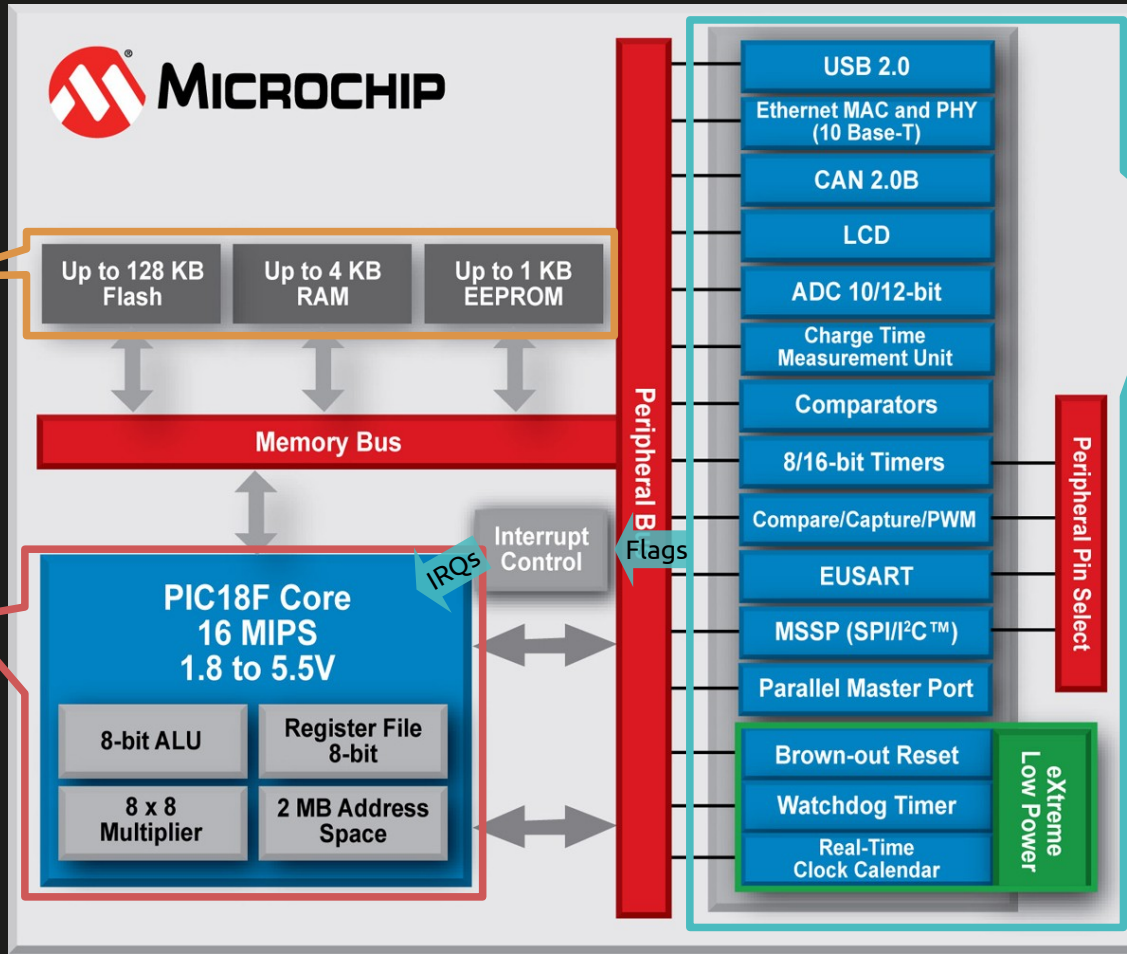 MICROCHIP
®
Up to 128 KB
Flash
Up to 4 KB
RAM
Up to 1 KB
EEPROM
Memory Bus
Interrupt
Control
IRQs
Flags
PIC18F Core
16 MIPS
1.8 to 5.5V
8-bit ALU
Register File
8-bit
8 x 8
Multiplier
2 MB Address
Space
Peripheral
USB 2.0
Ethernet MAC and PHY
(10 Base-T)
CAN 2.0B
LCD
ADC 10/12-bit
Charge Time
Measurement Unit
Comparators
8/16-bit Timers
Compare/Capture/PWM
EUSART
MSSP (SPI/I²C™)
Parallel Master Port
Brown-out Reset
Watchdog Timer
Real-Time
Clock Calendar
eXtreme
Low Power
Peripheral Pin Select